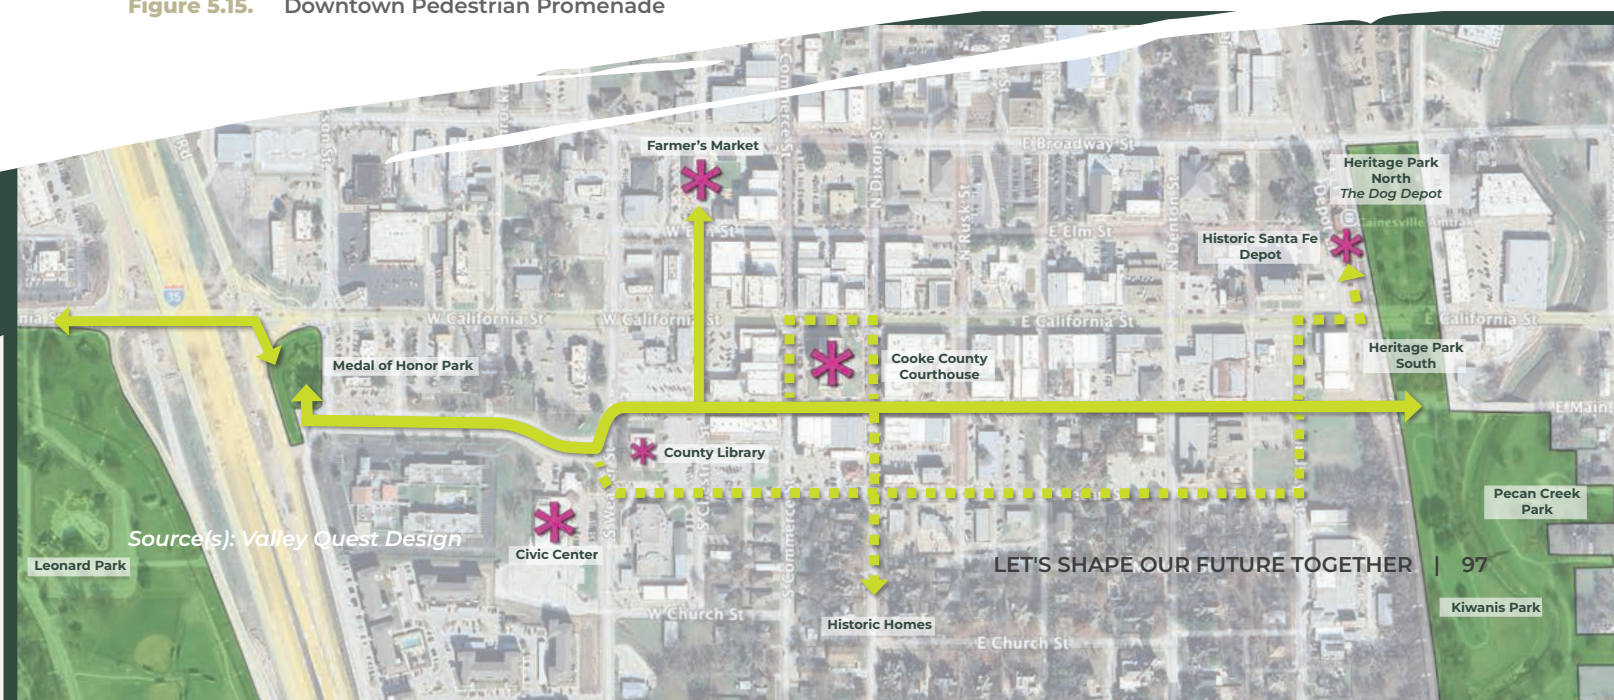 Figure 5.15. Downtown Pedestrian Promenade
E Broadway St
Farmer's Market
N Dixon St
Heritage Park
North
The Dog Depot
Gainesville Amtrak
N Rusk St
N Denton St
E Elm St
Historic Santa Fe
Depot
35
W California St
W California St
E California St
E California St
Medal of Honor Park
Cooke County
Courthouse
Heritage Park
South
E Main
County Library
Pecan Creek
Park
Source(s): Valley Quest Design
Civic Center
Leonard Park
S Commerce
LET'S SHAPE OUR FUTURE TOGETHER | 97
W Church St
Kiwanis Park
Historic Homes
E Church St